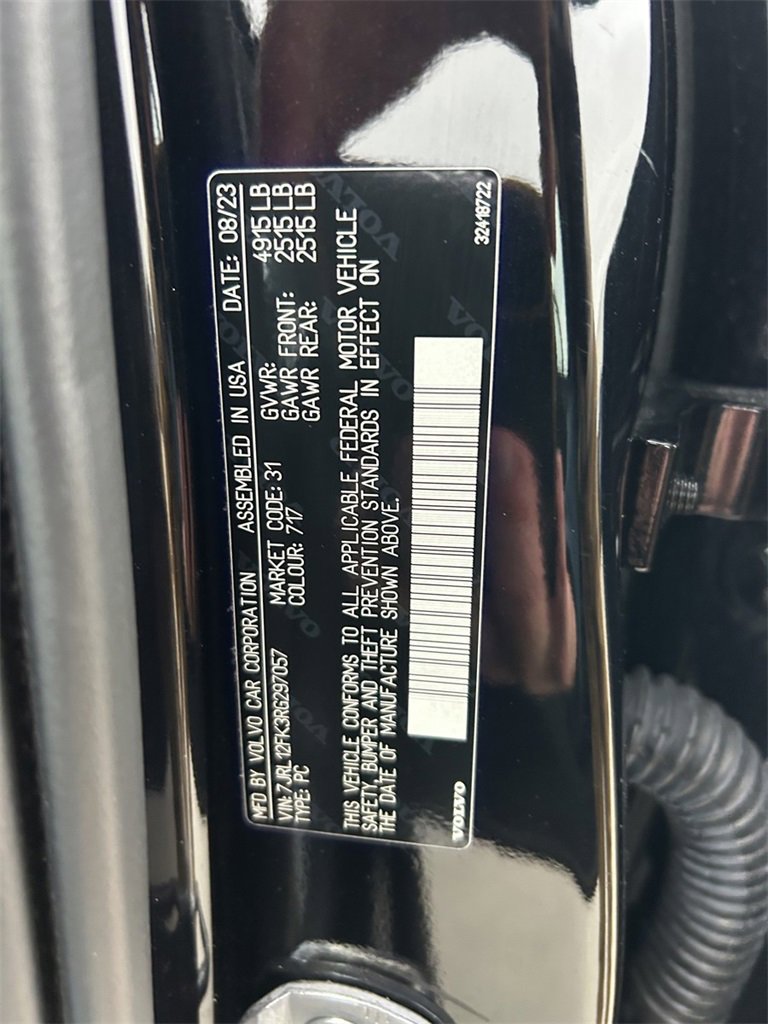 MFD BY VOLVO CAR CORPORATION ASSEMBLED IN USA DATE: 08/23
VIN: 7JRL12FK3RG297057 MARKET CODE: 31 GVWR: 4915 LB
TYPE: PC COLOUR: 717 GAWR FRONT: 2515 LB
GAWR REAR: 2515 LB
THIS VEHICLE CONFORMS TO ALL APPLICABLE FEDERAL MOTOR VEHICLE
SAFETY, BUMPER AND THEFT PREVENTION STANDARDS IN EFFECT ON
THE DATE OF MANUFACTURE SHOWN ABOVE.
VOLVO 32418722